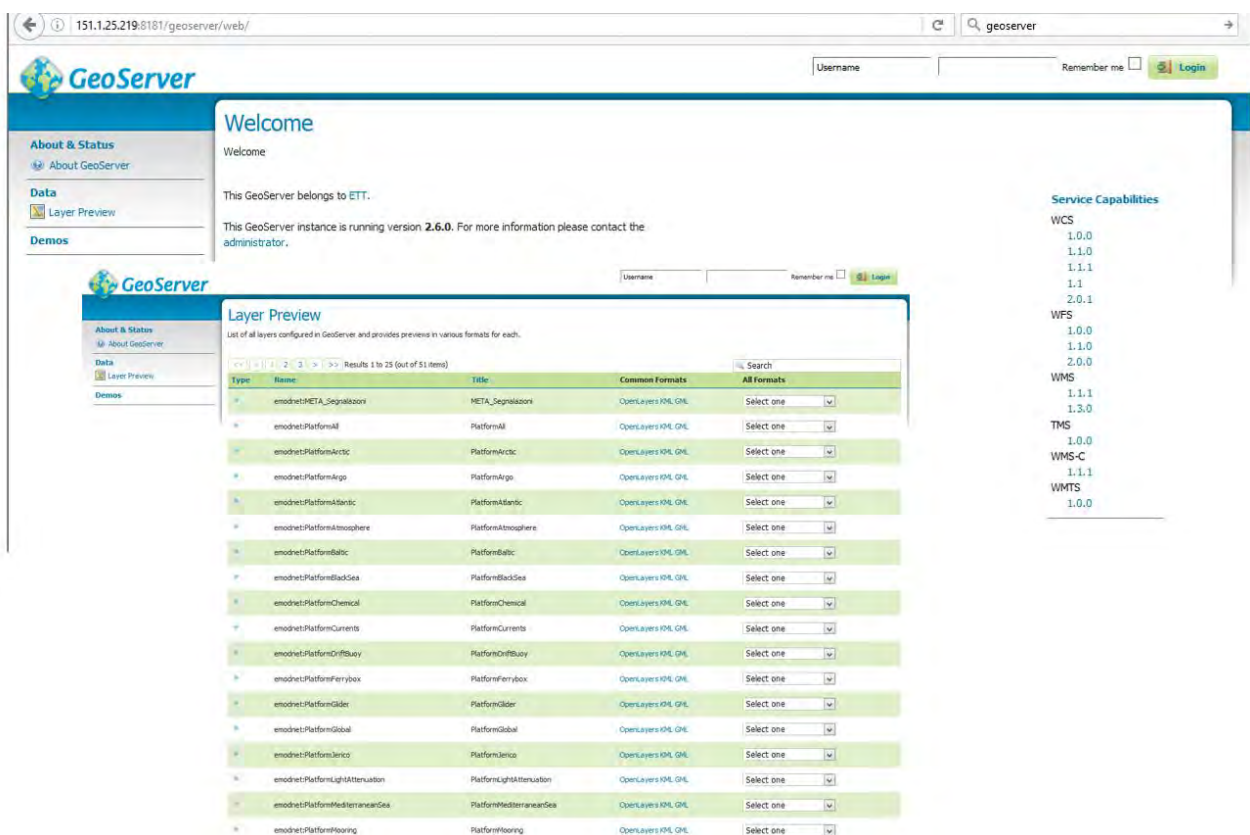 151.1.25.219:8181/geoserver/web/
geoserver
GeoServer
Username
Remember me
Login
About & Status
About GeoServer
Data
Layer Preview
Demos
Welcome
Welcome
This GeoServer belongs to ETT.
This GeoServer instance is running version 2.6.0. For more information please contact the
administrator.
Service Capabilities
WCS
1.0.0
1.1.0
1.1.1
1.1
2.0.1
WFS
1.0.0
1.1.0
2.0.0
WMS
1.1.1
1.3.0
TMS
1.0.0
WMS-C
1.1.1
WMTS
1.0.0
GeoServer
Username
Remember me
Login
About & Status
About GeoServer
Data
Layer Preview
Demos
Layer Preview
List of all layers configured in GeoServer and provides previews in various formats for each.
<< < 1 2 3 > >> Results 1 to 25 (out of 51 items)
Search
Type Name Title Common Formats All Formats
emodnet:META_Segnalazioni META_Segnalazioni OpenLayers KML GML Select one
emodnet:PlatformAll PlatformAll OpenLayers KML GML Select one
emodnet:PlatformArctic PlatformArctic OpenLayers KML GML Select one
emodnet:PlatformArgo PlatformArgo OpenLayers KML GML Select one
emodnet:PlatformAtlantic PlatformAtlantic OpenLayers KML GML Select one
emodnet:PlatformAtmosphere PlatformAtmosphere OpenLayers KML GML Select one
emodnet:PlatformBaltic PlatformBaltic OpenLayers KML GML Select one
emodnet:PlatformBlackSea PlatformBlackSea OpenLayers KML GML Select one
emodnet:PlatformChemical PlatformChemical OpenLayers KML GML Select one
emodnet:PlatformCurrents PlatformCurrents OpenLayers KML GML Select one
emodnet:PlatformDriftBuoy PlatformDriftBuoy OpenLayers KML GML Select one
emodnet:PlatformFerrybox PlatformFerrybox OpenLayers KML GML Select one
emodnet:PlatformGlider PlatformGlider OpenLayers KML GML Select one
emodnet:PlatformGlobal PlatformGlobal OpenLayers KML GML Select one
emodnet:PlatformJerico PlatformJerico OpenLayers KML GML Select one
emodnet:PlatformLightAttenuation PlatformLightAttenuation OpenLayers KML GML Select one
emodnet:PlatformMediterraneanSea PlatformMediterraneanSea OpenLayers KML GML Select one
emodnet:PlatformMooring PlatformMooring OpenLayers KML GML Select one